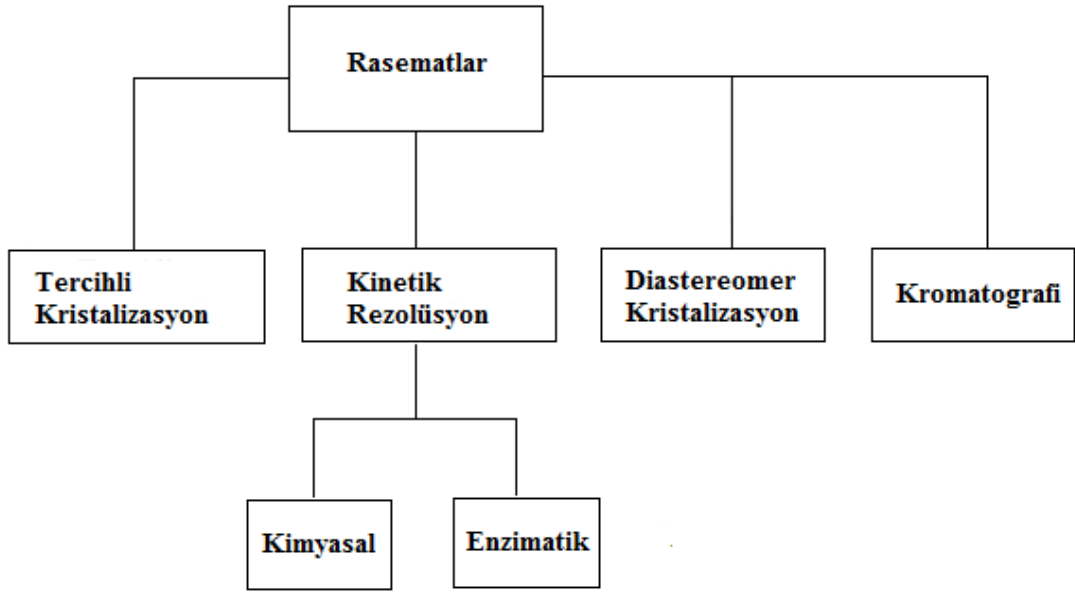 Rasematlar
Tercihli
Kristalizasyon
Kinetik
Rezolüsyon
Diastereomer
Kristalizasyon
Kromatografi
Kimyasal
Enzimatik